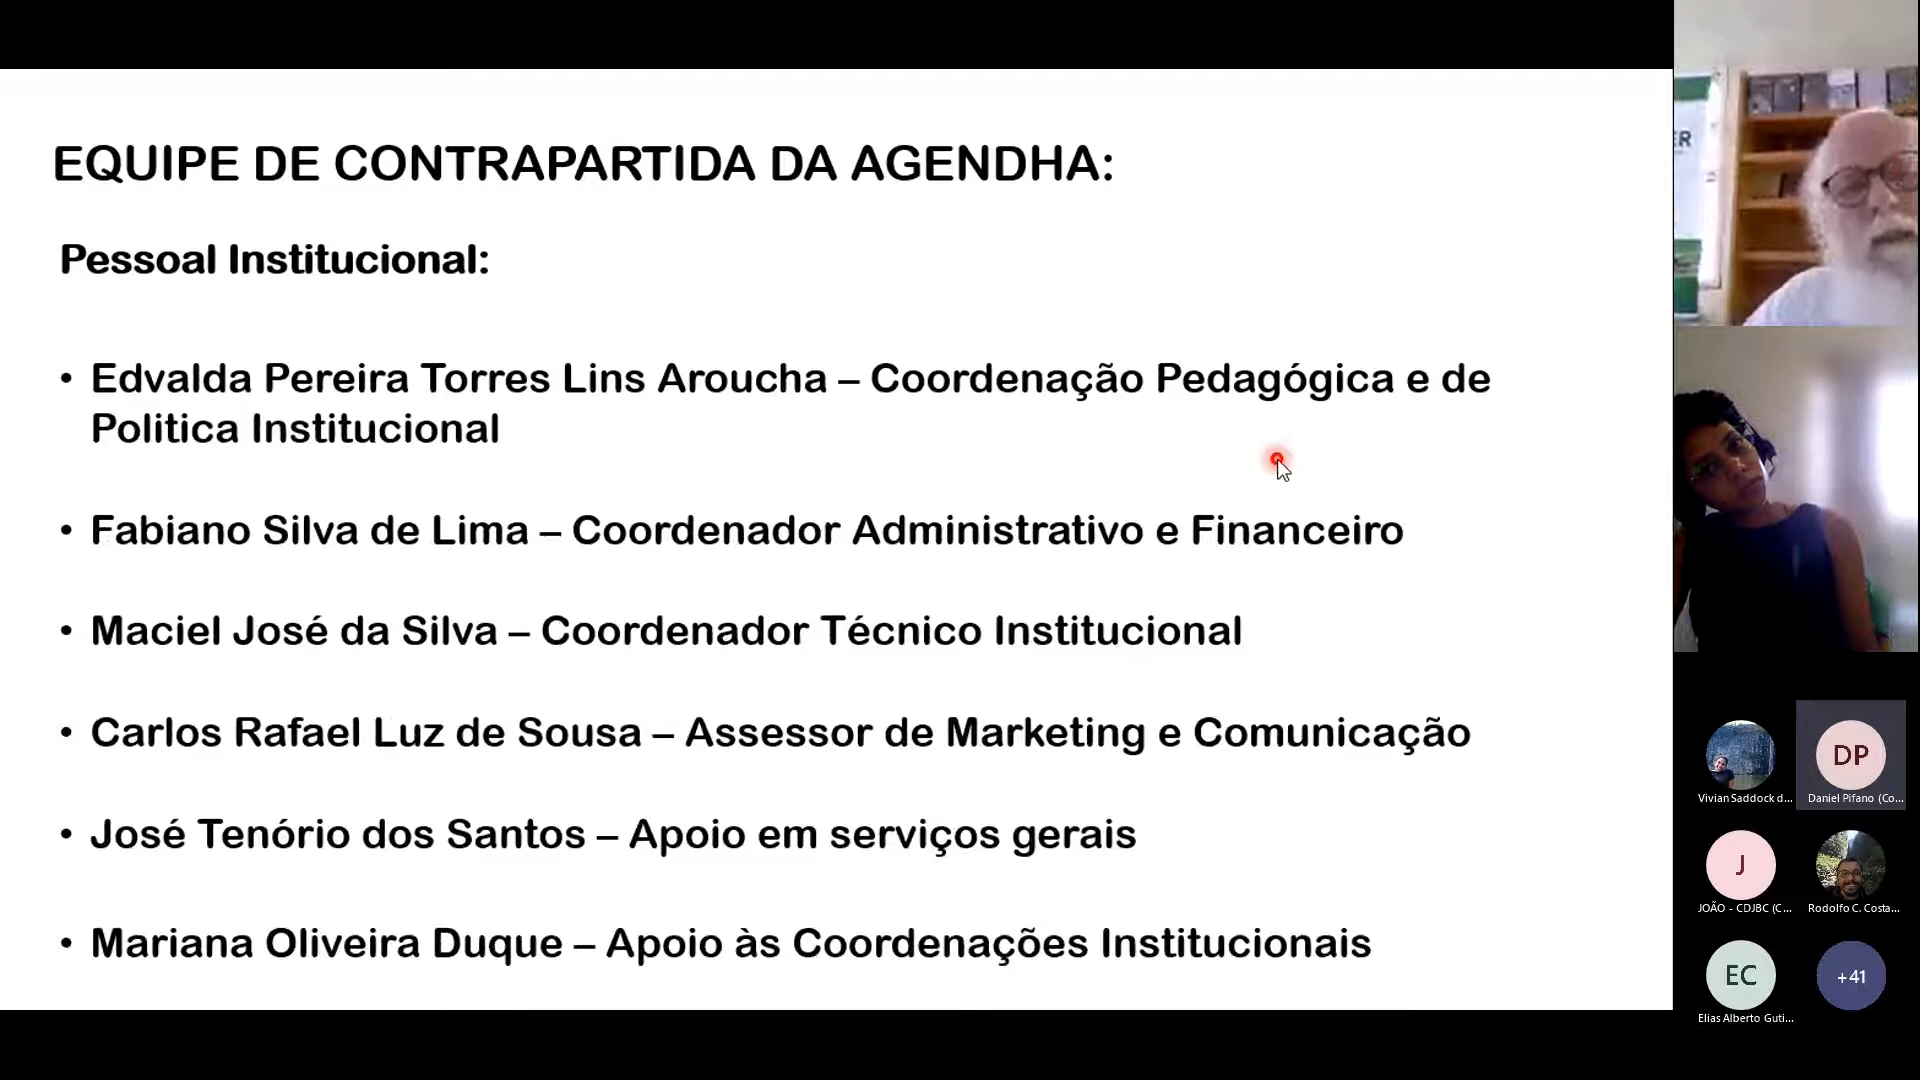 EQUIPE DE CONTRAPARTIDA DA AGENDHA:
Pessoal Institucional:
• Edvalda Pereira Torres Lins Aroucha – Coordenação Pedagógica e de
Politica Institucional
• Fabiano Silva de Lima – Coordenador Administrativo e Financeiro
• Maciel José da Silva – Coordenador Técnico Institucional
• Carlos Rafael Luz de Sousa – Assessor de Marketing e Comunicação
• José Tenório dos Santos – Apoio em serviços gerais
• Mariana Oliveira Duque – Apoio às Coordenações Institucionais
ER
Vivian Saddock d...
DP
Daniel Pifano (Co...
J
JOÃO - CDJBC (C...
Rodolfo C. Costa...
EC
Elias Alberto Guti...
+41